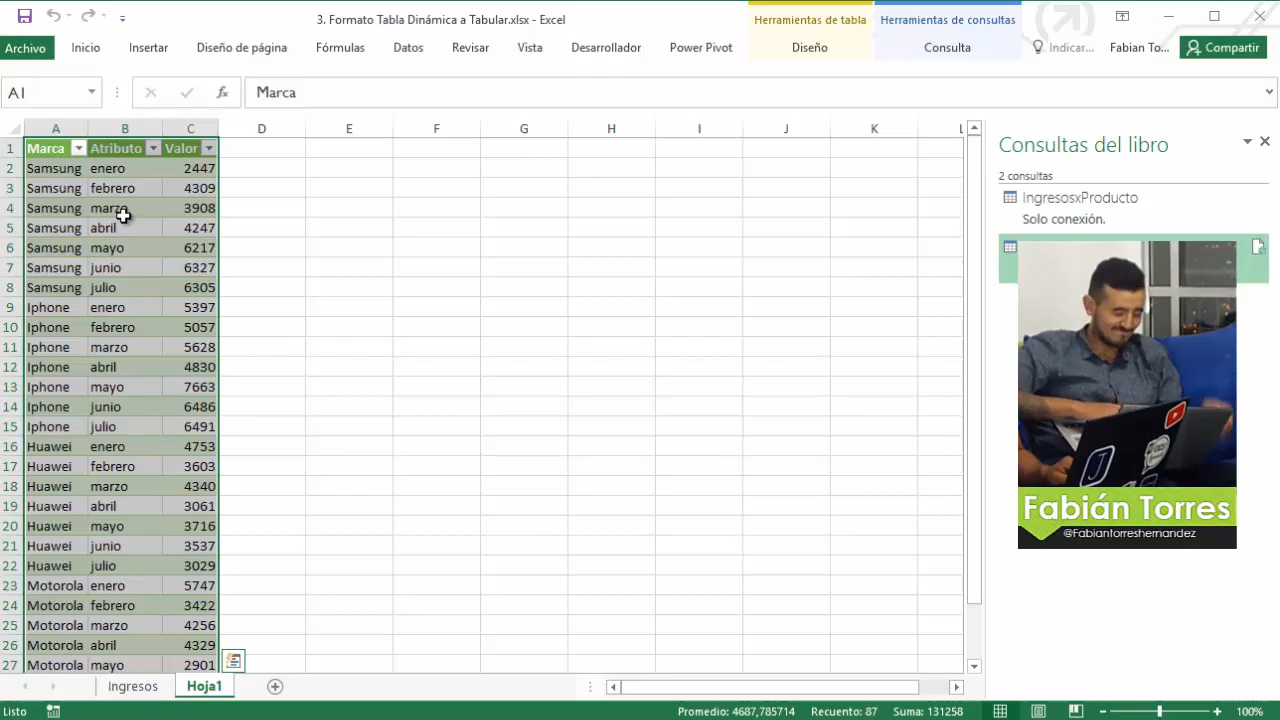 3. Formato Tabla Dinámica a Tabular.xlsx - Excel
Herramientas de tabla
Herramientas de consultas
Archivo Inicio Insertar Diseño de página Fórmulas Datos Revisar Vista Desarrollador Power Pivot Diseño Consulta Indicar... Fabian To... Compartir
A1 fx Marca
A B C D E F G H I J K L
1 Marca Atributo Valor
2 Samsung enero 2447
3 Samsung febrero 4309
4 Samsung marzo 3908
5 Samsung abril 4247
6 Samsung mayo 6217
7 Samsung junio 6327
8 Samsung julio 6305
9 Iphone enero 5397
10 Iphone febrero 5057
11 Iphone marzo 5628
12 Iphone abril 4830
13 Iphone mayo 7663
14 Iphone junio 6486
15 Iphone julio 6491
16 Huawei enero 4753
17 Huawei febrero 3603
18 Huawei marzo 4340
19 Huawei abril 3061
20 Huawei mayo 3716
21 Huawei junio 3537
22 Huawei julio 3029
23 Motorola enero 5747
24 Motorola febrero 3422
25 Motorola marzo 4256
26 Motorola abril 4329
27 Motorola mayo 2901
Consultas del libro
2 consultas
IngresosxProducto
Solo conexión.
Fabián Torres
@Fabiantorreshernandez
Ingresos Hoja1
Listo Promedio: 4687,785714 Recuento: 87 Suma: 131258 100%